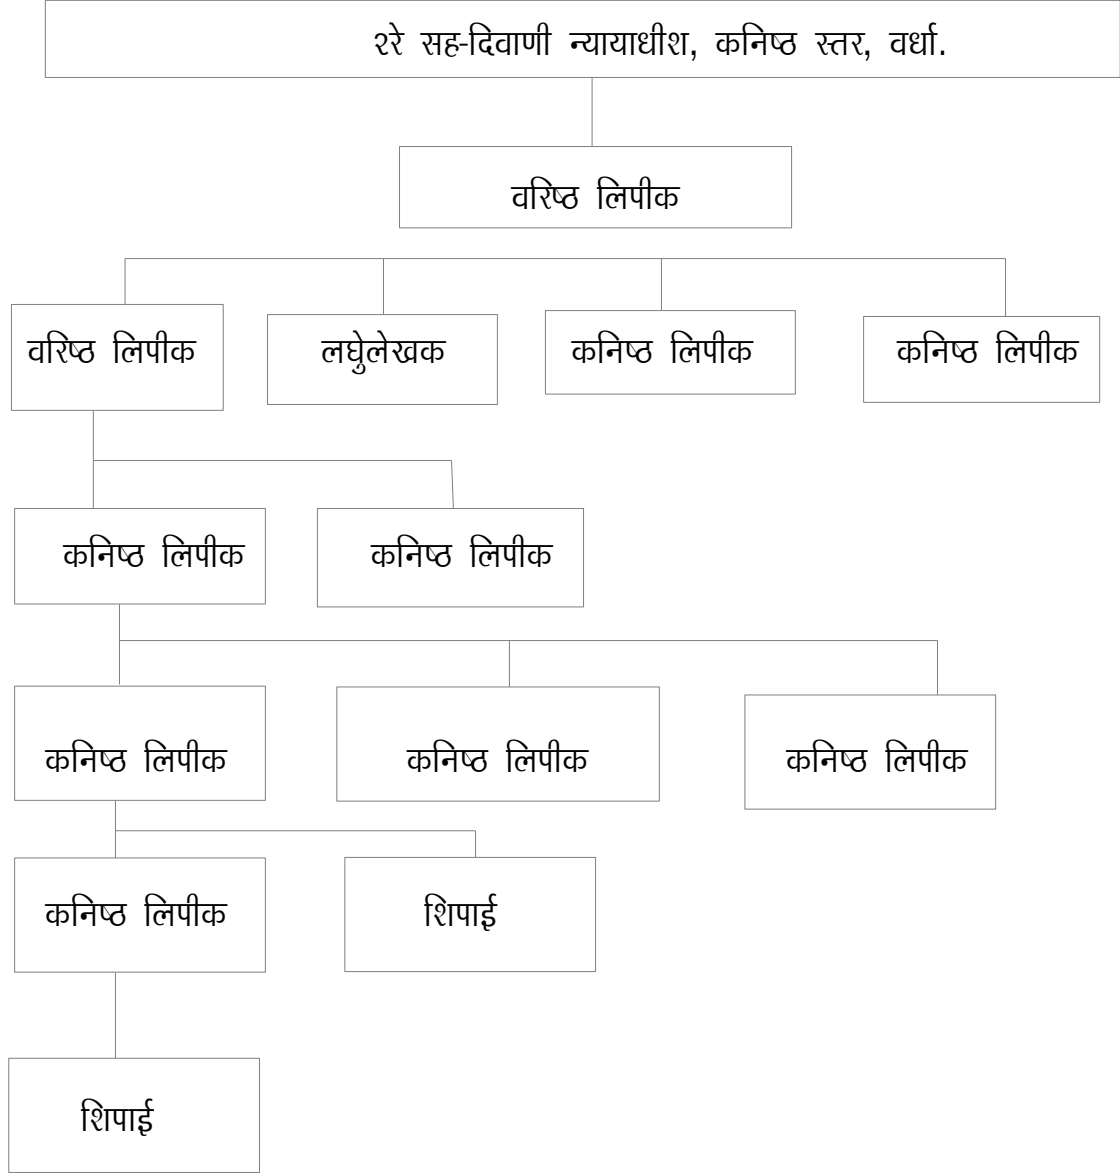 २रे सह-दिवाणी न्यायाधीश, कनिष्ठ स्तर, वर्धा.
वरिष्ठ लिपीक
वरिष्ठ लिपीक
लघुेलेखक
कनिष्ठ लिपीक
कनिष्ठ लिपीक
कनिष्ठ लिपीक
कनिष्ठ लिपीक
कनिष्ठ लिपीक
कनिष्ठ लिपीक
कनिष्ठ लिपीक
कनिष्ठ लिपीक
शिपाई
शिपाई